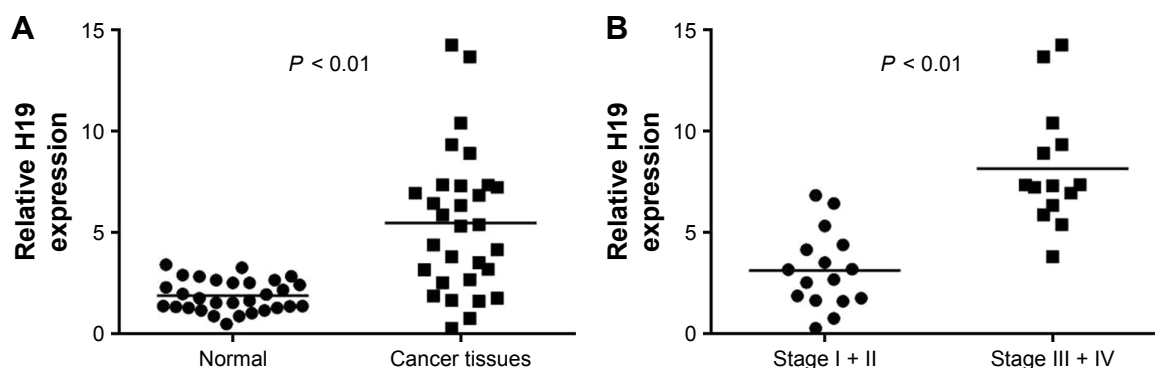 A
Relative H19
expression
15
10
5
0
P < 0.01
Normal
Cancer tissues
B
Relative H19
expression
15
10
5
0
P < 0.01
Stage I + II
Stage III + IV